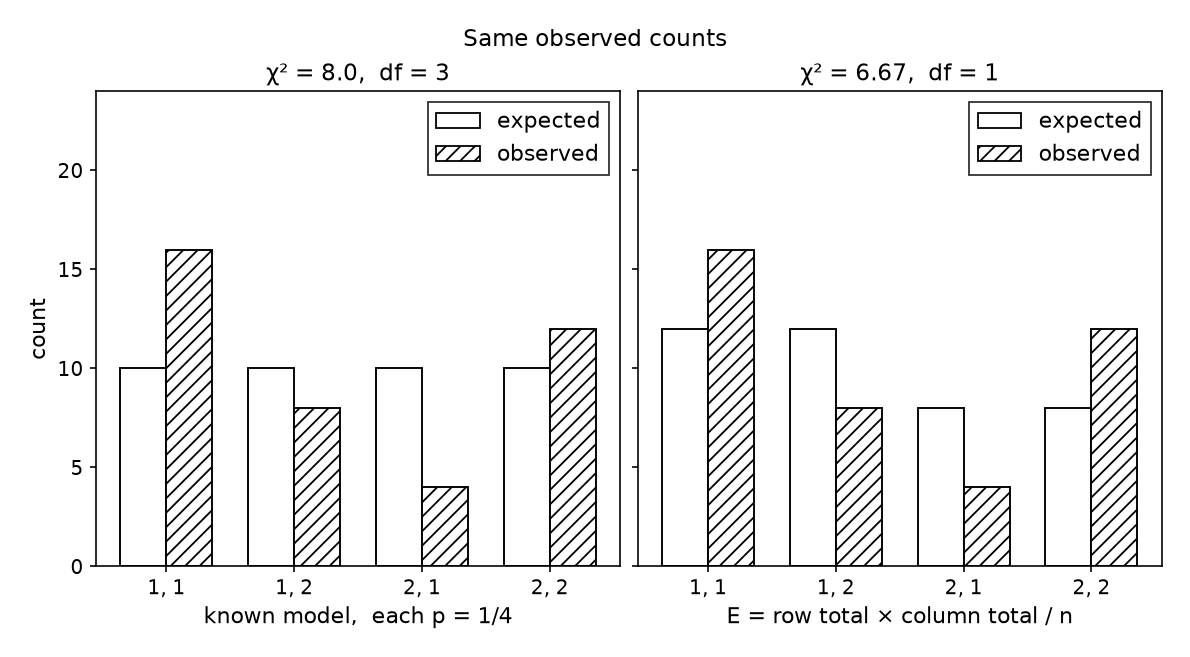 Same observed counts
χ² = 8.0,  df = 3
expected
observed
count
20
15
10
5
0
1, 1
1, 2
2, 1
2, 2
known model,  each p = 1/4
χ² = 6.67,  df = 1
expected
observed
1, 1
1, 2
2, 1
2, 2
E = row total × column total / n